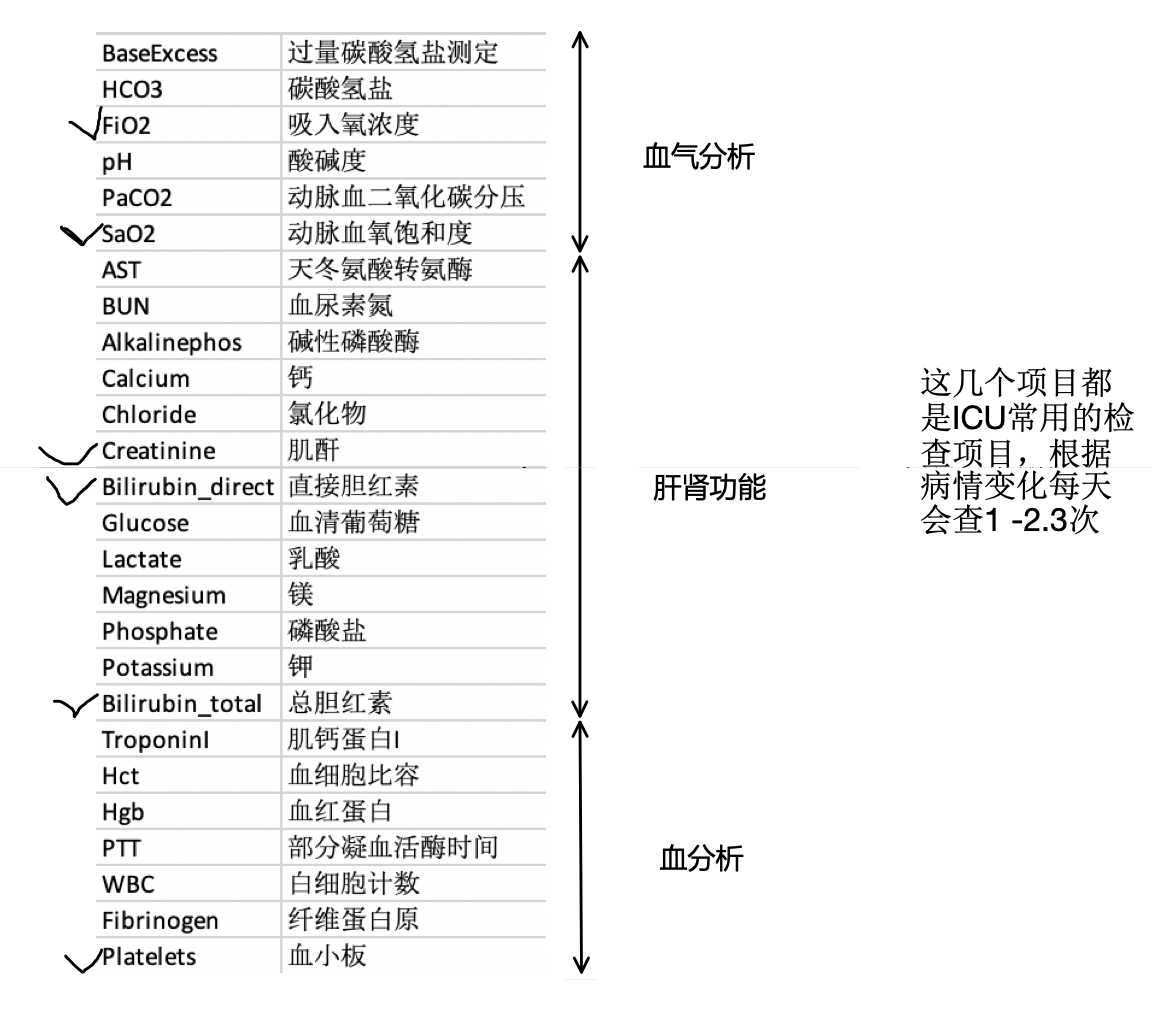 BaseExcess 过量碳酸氢盐测定
HCO3 碳酸氢盐
FiO2 吸入氧浓度
pH 酸碱度
PaCO2 动脉血二氧化碳分压
SaO2 动脉血氧饱和度
血气分析
AST 天冬氨酸转氨酶
BUN 血尿素氮
Alkalinephos 碱性磷酸酶
Calcium 钙
Chloride 氯化物
Creatinine 肌酐
Bilirubin_direct 直接胆红素
Glucose 血清葡萄糖
Lactate 乳酸
Magnesium 镁
Phosphate 磷酸盐
Potassium 钾
Bilirubin_total 总胆红素
肝肾功能
TroponinI 肌钙蛋白I
Hct 血细胞比容
Hgb 血红蛋白
PTT 部分凝血活酶时间
WBC 白细胞计数
Fibrinogen 纤维蛋白原
Platelets 血小板
血分析
这几个项目都
是ICU常用的检
查项目，根据
病情变化每天
会查1 -2.3次